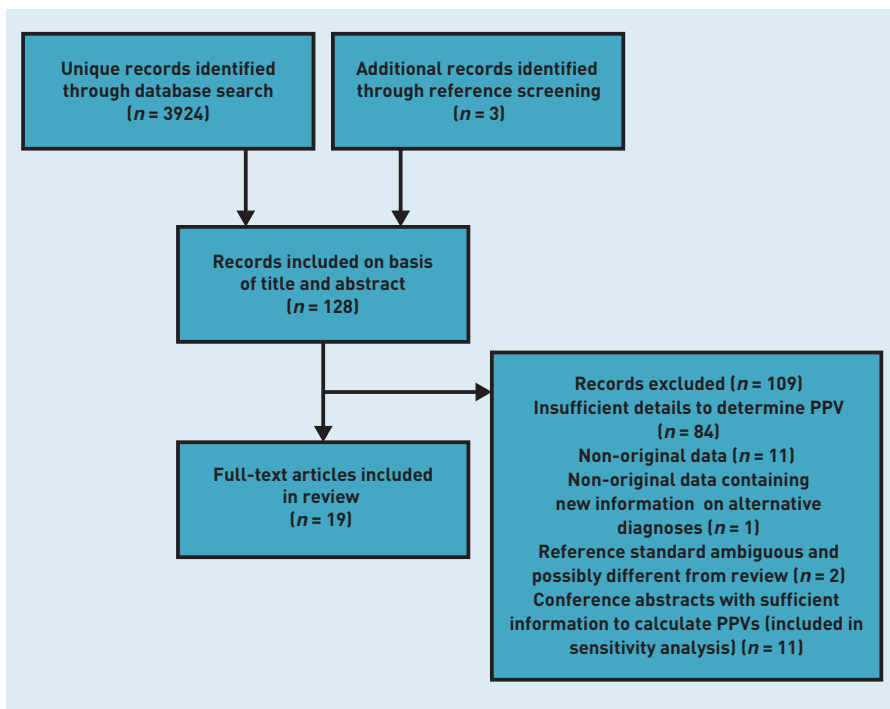 Unique records identified
through database search
(n = 3924)
Additional records identified
through reference screening
(n = 3)
Records included on basis
of title and abstract
(n = 128)
Records excluded (n = 109)
Insufficient details to determine PPV
(n = 84)
Non-original data (n = 11)
Non-original data containing
new information on alternative
diagnoses (n = 1)
Reference standard ambiguous and
possibly different from review (n = 2)
Conference abstracts with sufficient
information to calculate PPVs (included in
sensitivity analysis) (n = 11)
Full-text articles included
in review
(n = 19)